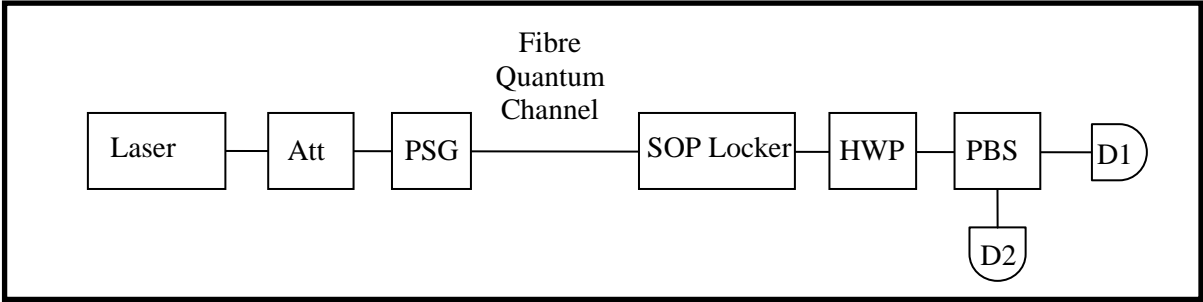 Fibre
Quantum
Channel
Laser
Att
PSG
SOP Locker
HWP
PBS
D1
D2